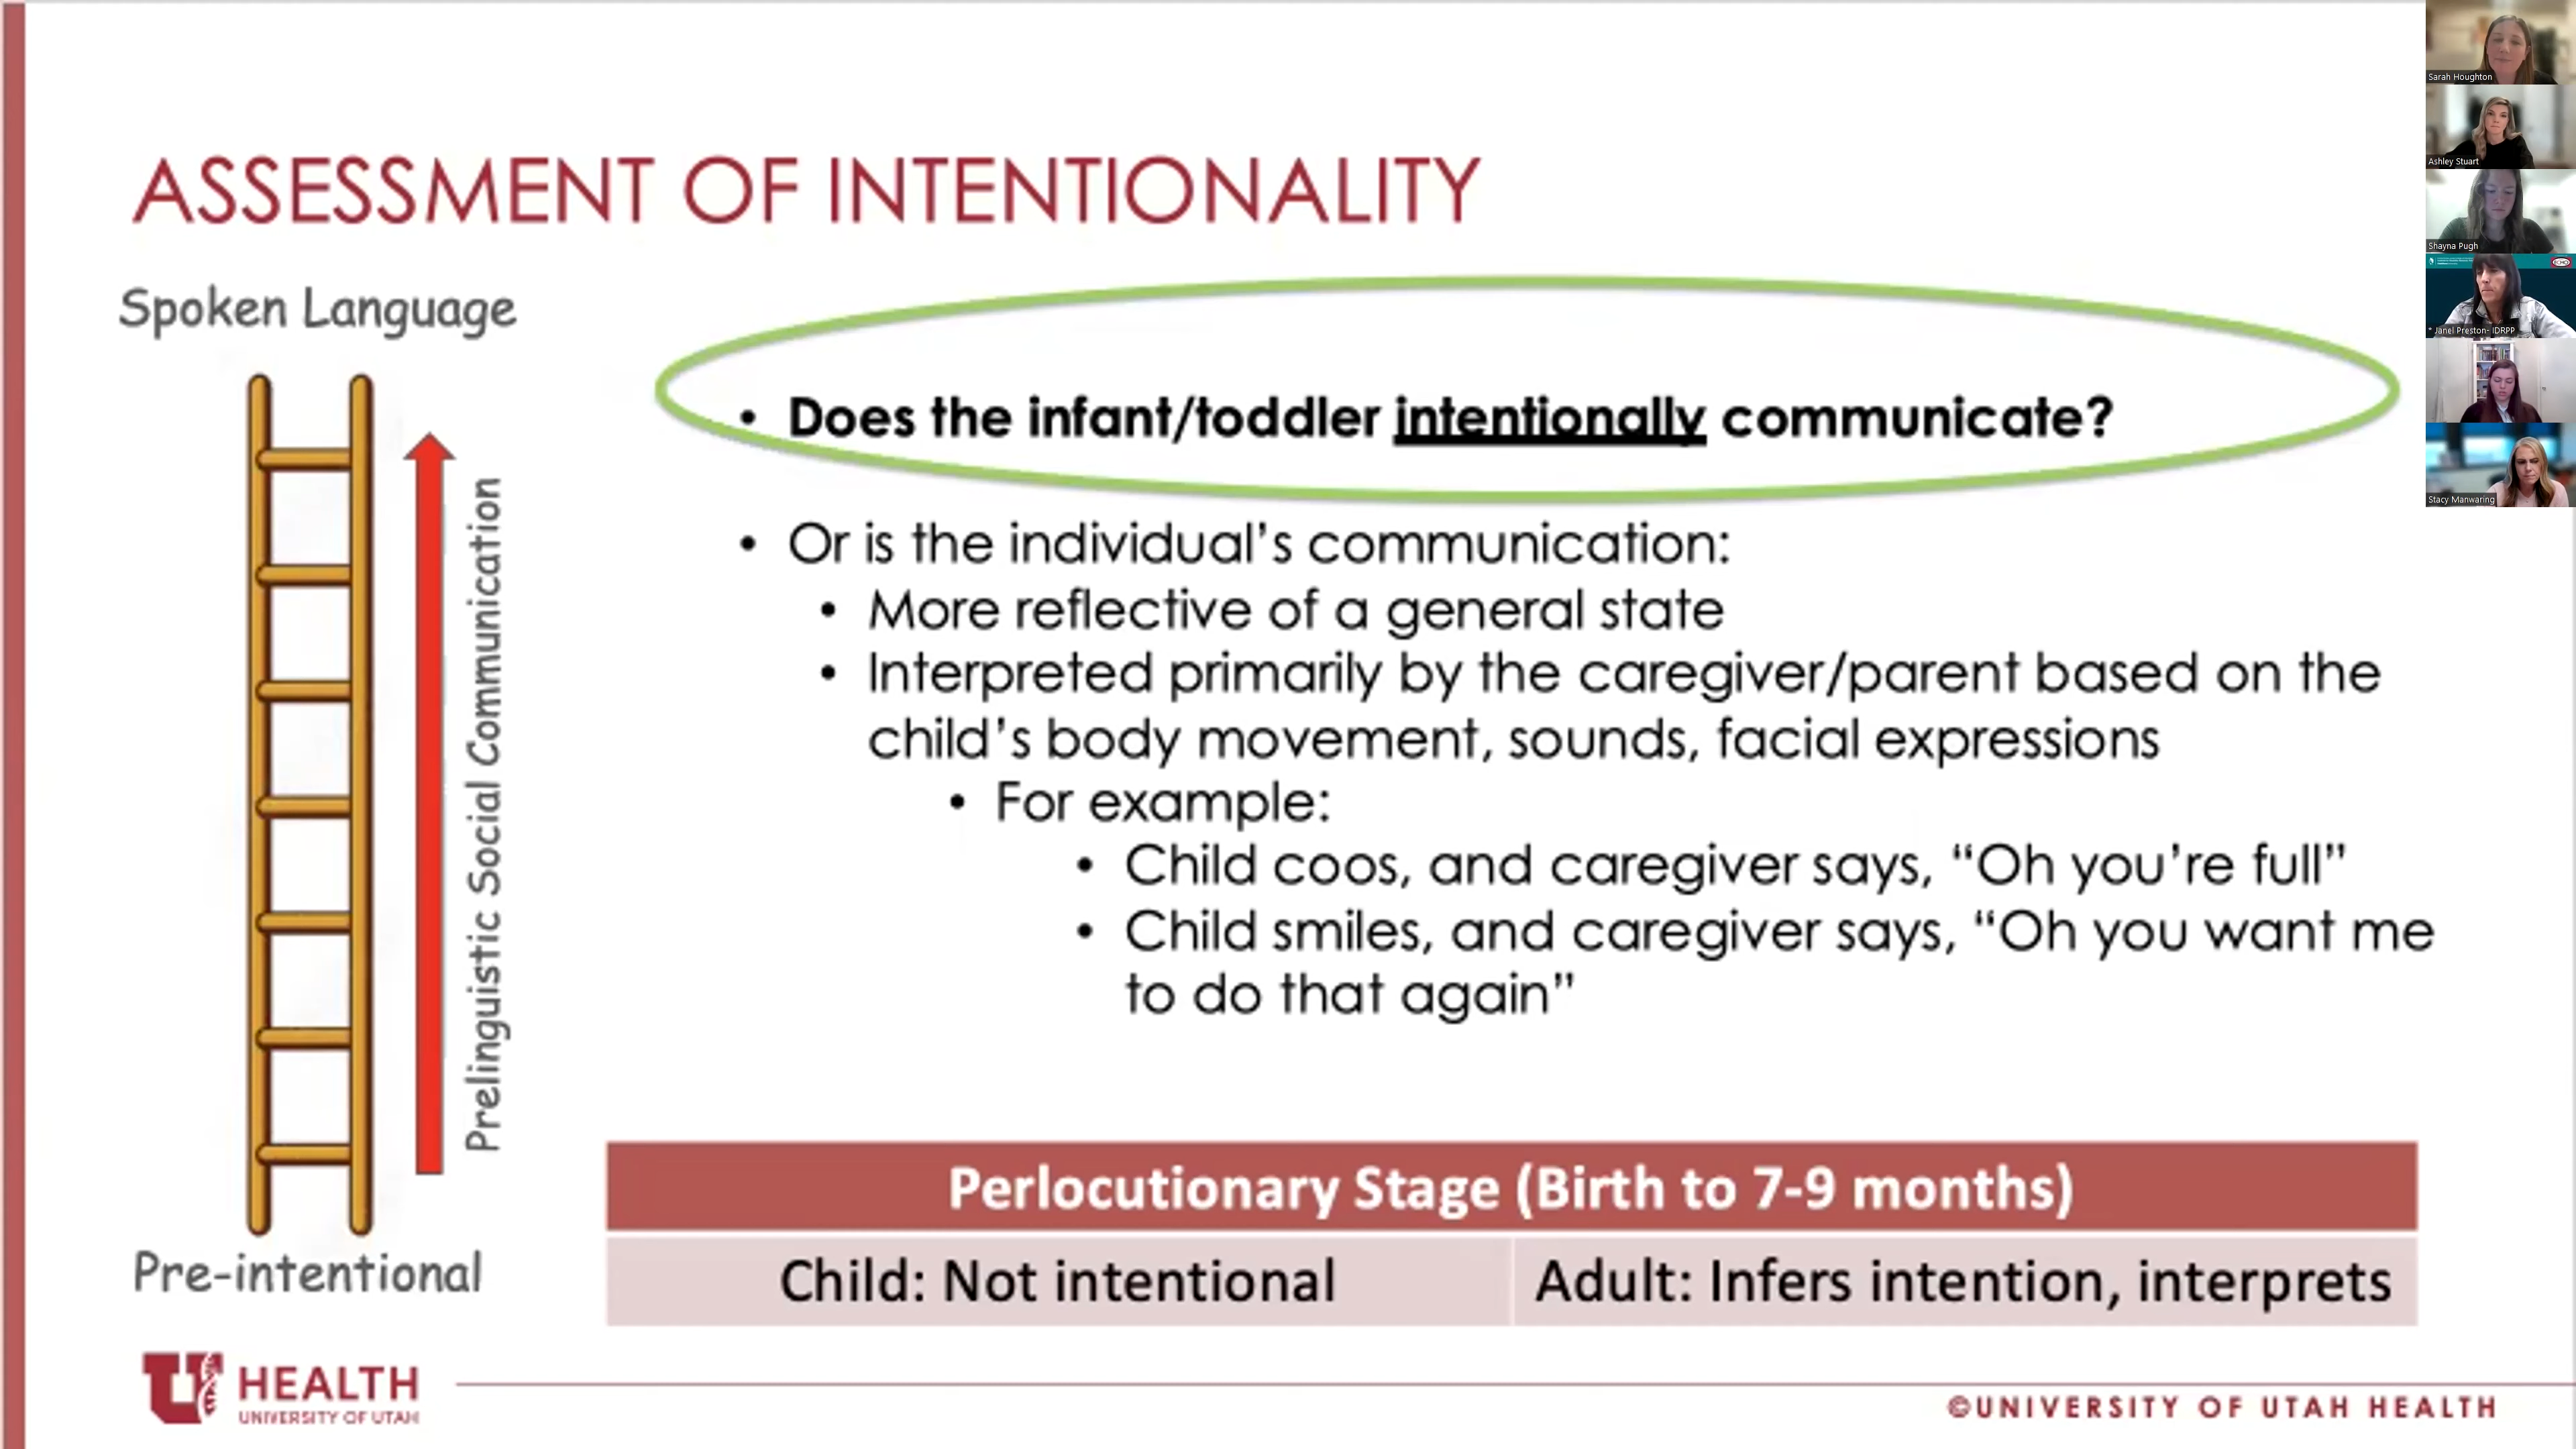 ASSESSMENT OF INTENTIONALITY
Spoken Language
Prelinguistic Social Communication
Pre-intentional
• Does the infant/toddler intentionally communicate?
• Or is the individual’s communication:
• More reflective of a general state
• Interpreted primarily by the caregiver/parent based on the
child’s body movement, sounds, facial expressions
• For example:
• Child coos, and caregiver says, “Oh you’re full”
• Child smiles, and caregiver says, “Oh you want me
to do that again”
Perlocutionary Stage (Birth to 7-9 months)
Child: Not intentional
Adult: Infers intention, interprets
U HEALTH
UNIVERSITY OF UTAH
©UNIVERSITY OF UTAH HEALTH
Sarah Houghton
Ashley Stuart
Shayna Pugh
* Janel Preston- IDRPP
Stacy Manwaring